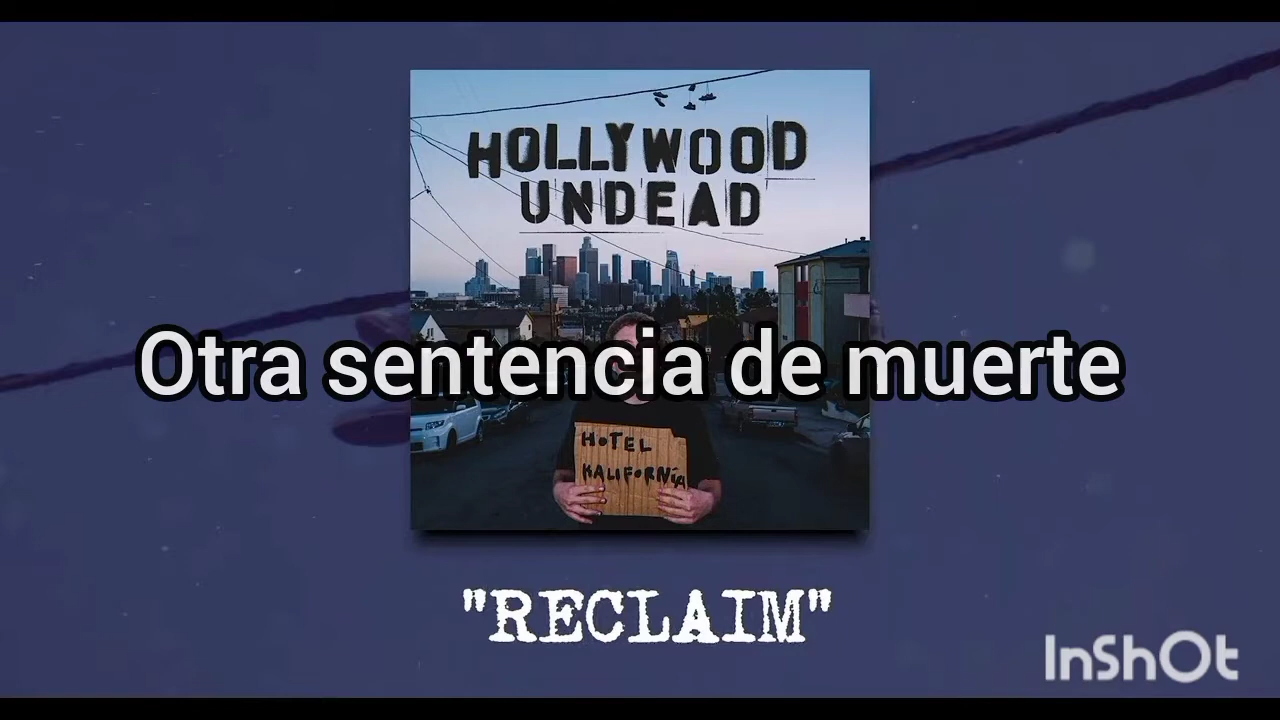 HOLLYWOOD
UNDEAD
Otra sentencia de muerte
HOTEL
KALIFORNIA
"RECLAIM"
InShOt